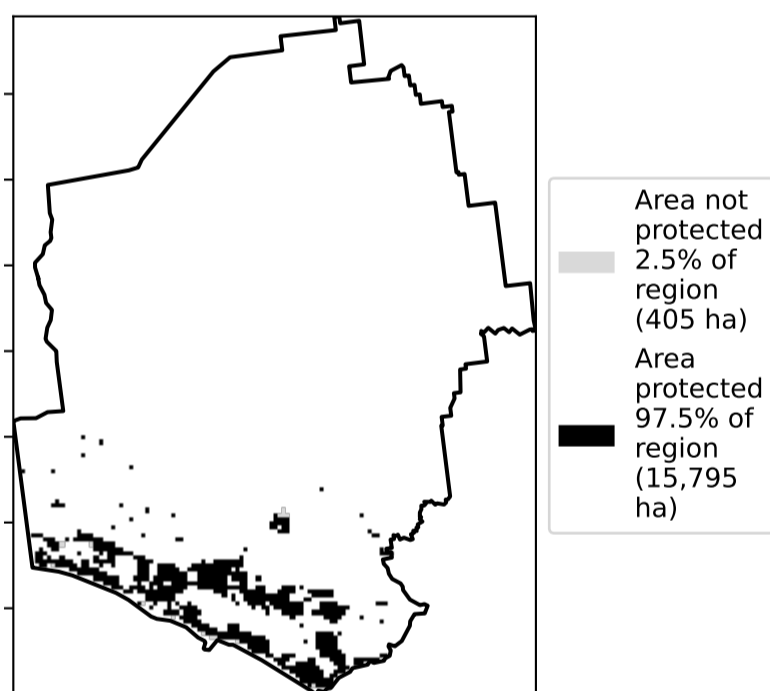 Area not
protected
2.5% of
region
(405 ha)
Area
protected
97.5% of
region
(15,795
ha)